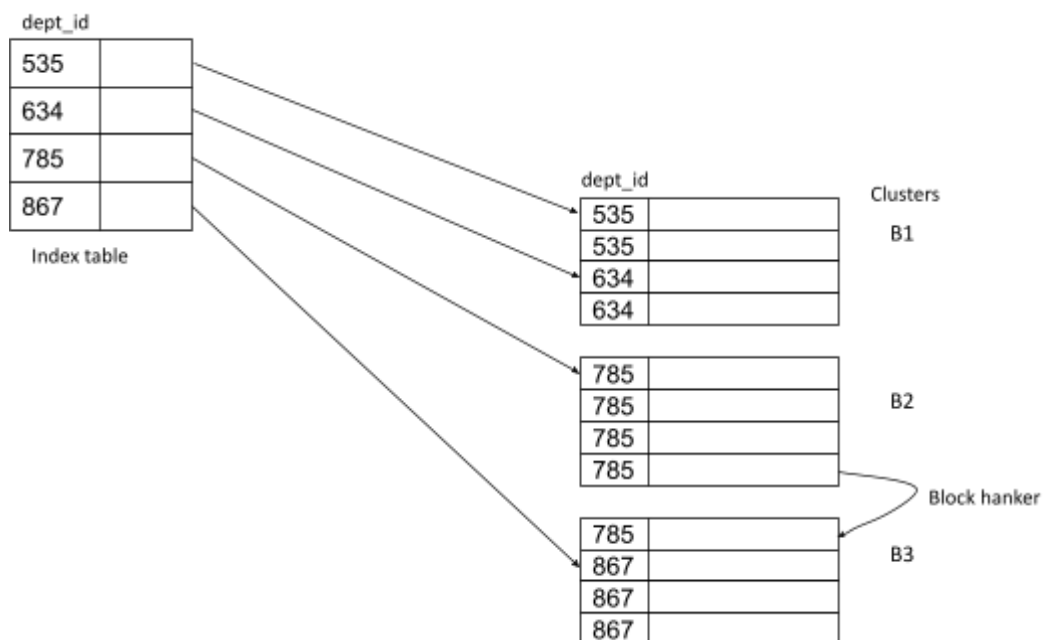 dept_id
535
634
785
867
Index table
dept_id
535
535
634
634
Clusters
B1
785
785
785
785
B2
Block hanker
785
867
867
867
B3